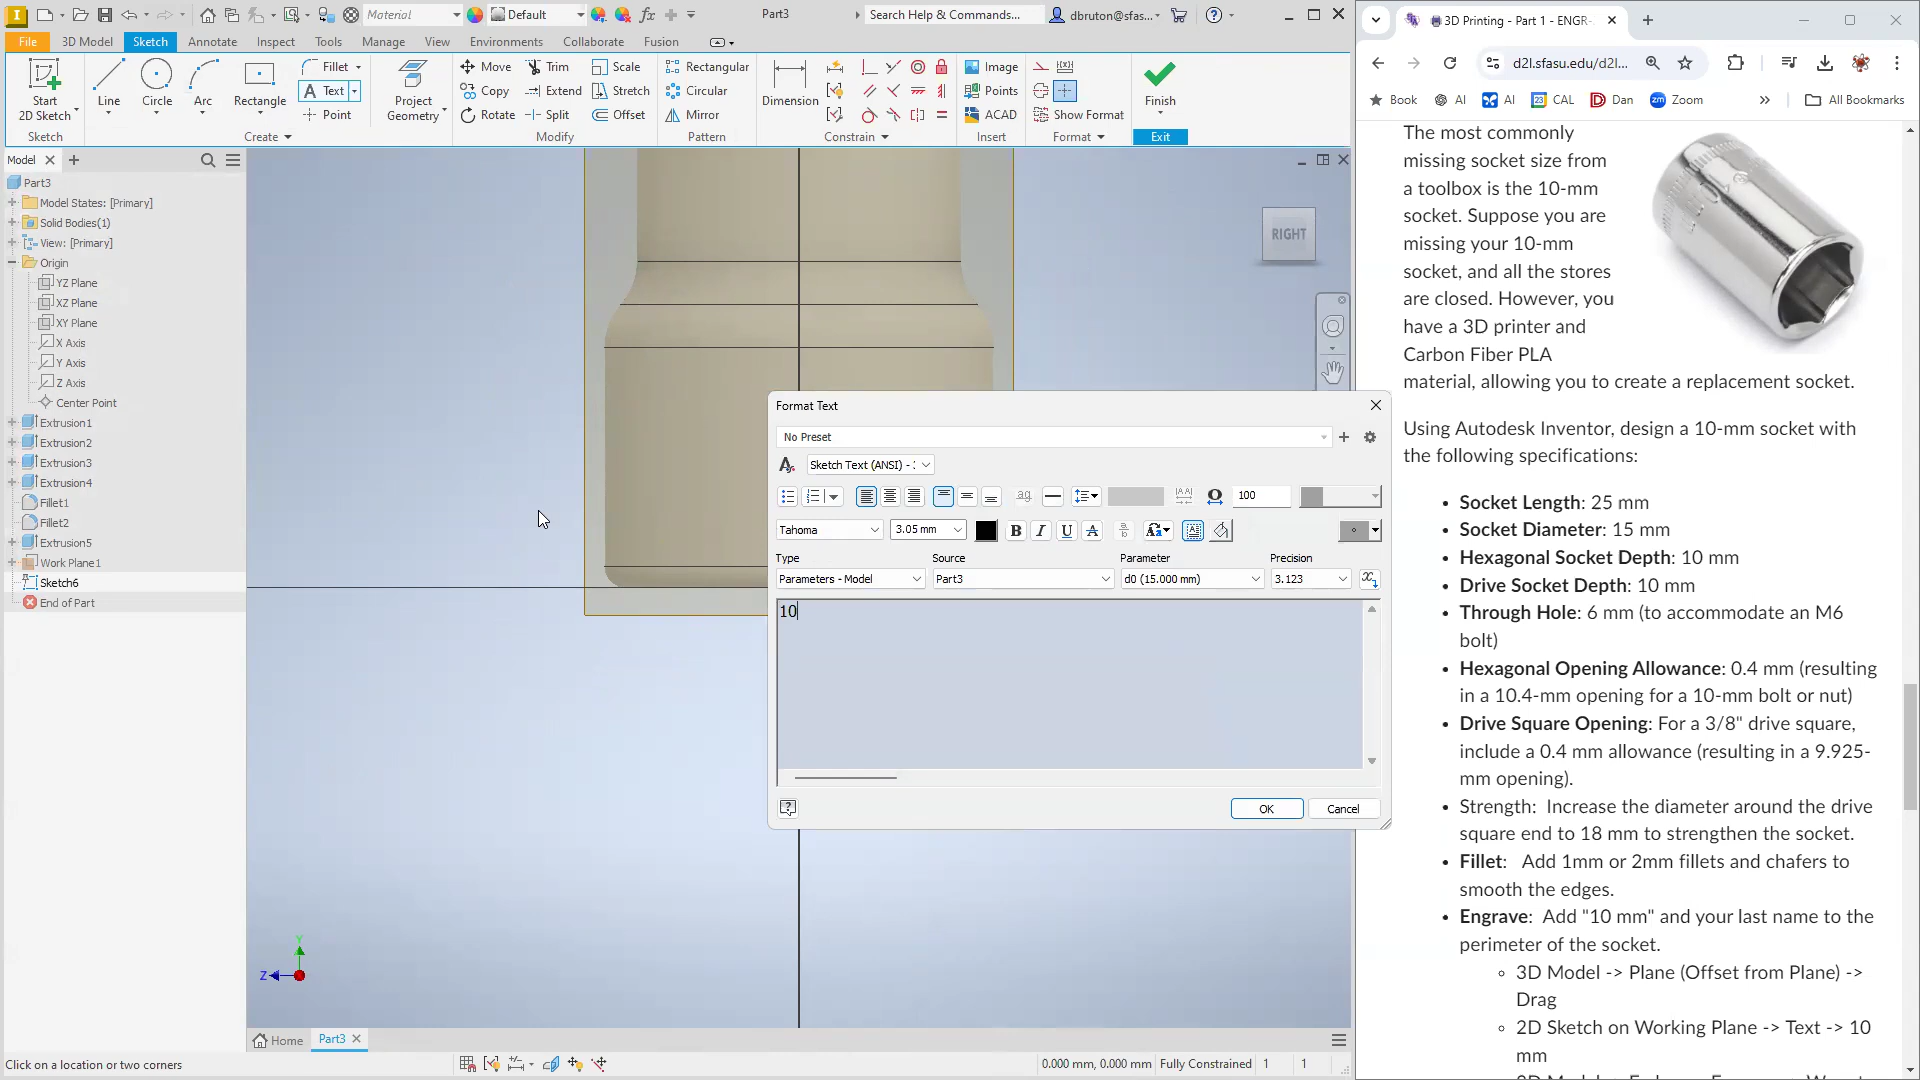 Material
Default
Part3
Search Help & Commands...
dbruton@sfas...
File
3D Model
Sketch
Annotate
Inspect
Tools
Manage
View
Environments
Collaborate
Fusion
Start
2D Sketch
Line
Circle
Arc
Rectangle
Fillet
Text
Point
Project
Geometry
Move
Copy
Rotate
Trim
Extend
Split
Scale
Stretch
Offset
Rectangular
Circular
Mirror
Dimension
Image
Points
ACAD
Show Format
Finish
Sketch
Create
Modify
Pattern
Constrain
Insert
Format
Exit
Model
Part3
Model States: [Primary]
Solid Bodies(1)
View: [Primary]
Origin
YZ Plane
XZ Plane
XY Plane
X Axis
Y Axis
Z Axis
Center Point
Extrusion1
Extrusion2
Extrusion3
Extrusion4
Fillet1
Fillet2
Extrusion5
Work Plane1
Sketch6
End of Part
RIGHT
Format Text
No Preset
Sketch Text (ANSI) - 
100
Tahoma
3.05 mm
B I U A
Type
Source
Parameter
Precision
Parameters - Model
Part3
d0 (15.000 mm)
3.123
10
OK
Cancel
Y
Z
Home
Part3
Click on a location or two corners
0.000 mm, 0.000 mm
Fully Constrained
1
1
3D Printing - Part 1 - ENGR-
d2l.sfasu.edu/d2l...
Book
AI
AI
CAL
Dan
Zoom
All Bookmarks
The most commonly
missing socket size from
a toolbox is the 10-mm
socket. Suppose you are
missing your 10-mm
socket, and all the stores
are closed. However, you
have a 3D printer and
Carbon Fiber PLA
material, allowing you to create a replacement socket.
Using Autodesk Inventor, design a 10-mm socket with
the following specifications:
• Socket Length: 25 mm
• Socket Diameter: 15 mm
• Hexagonal Socket Depth: 10 mm
• Drive Socket Depth: 10 mm
• Through Hole: 6 mm (to accommodate an M6
bolt)
• Hexagonal Opening Allowance: 0.4 mm (resulting
in a 10.4-mm opening for a 10-mm bolt or nut)
• Drive Square Opening: For a 3/8" drive square,
include a 0.4 mm allowance (resulting in a 9.925-
mm opening).
• Strength: Increase the diameter around the drive
square end to 18 mm to strengthen the socket.
• Fillet: Add 1mm or 2mm fillets and chafers to
smooth the edges.
• Engrave: Add "10 mm" and your last name to the
perimeter of the socket.
◦ 3D Model -> Plane (Offset from Plane) ->
Drag
◦ 2D Sketch on Working Plane -> Text -> 10
mm